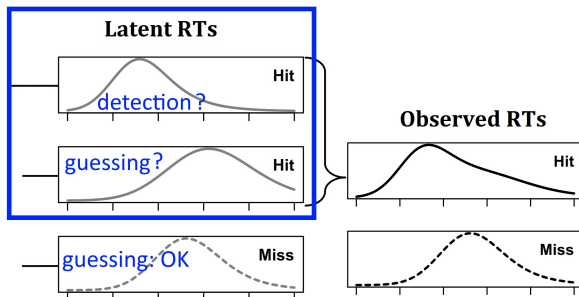 Latent RTs
Hit
detection?
Observed RTs
guessing?
Hit
Hit
guessing: OK
Miss
Miss